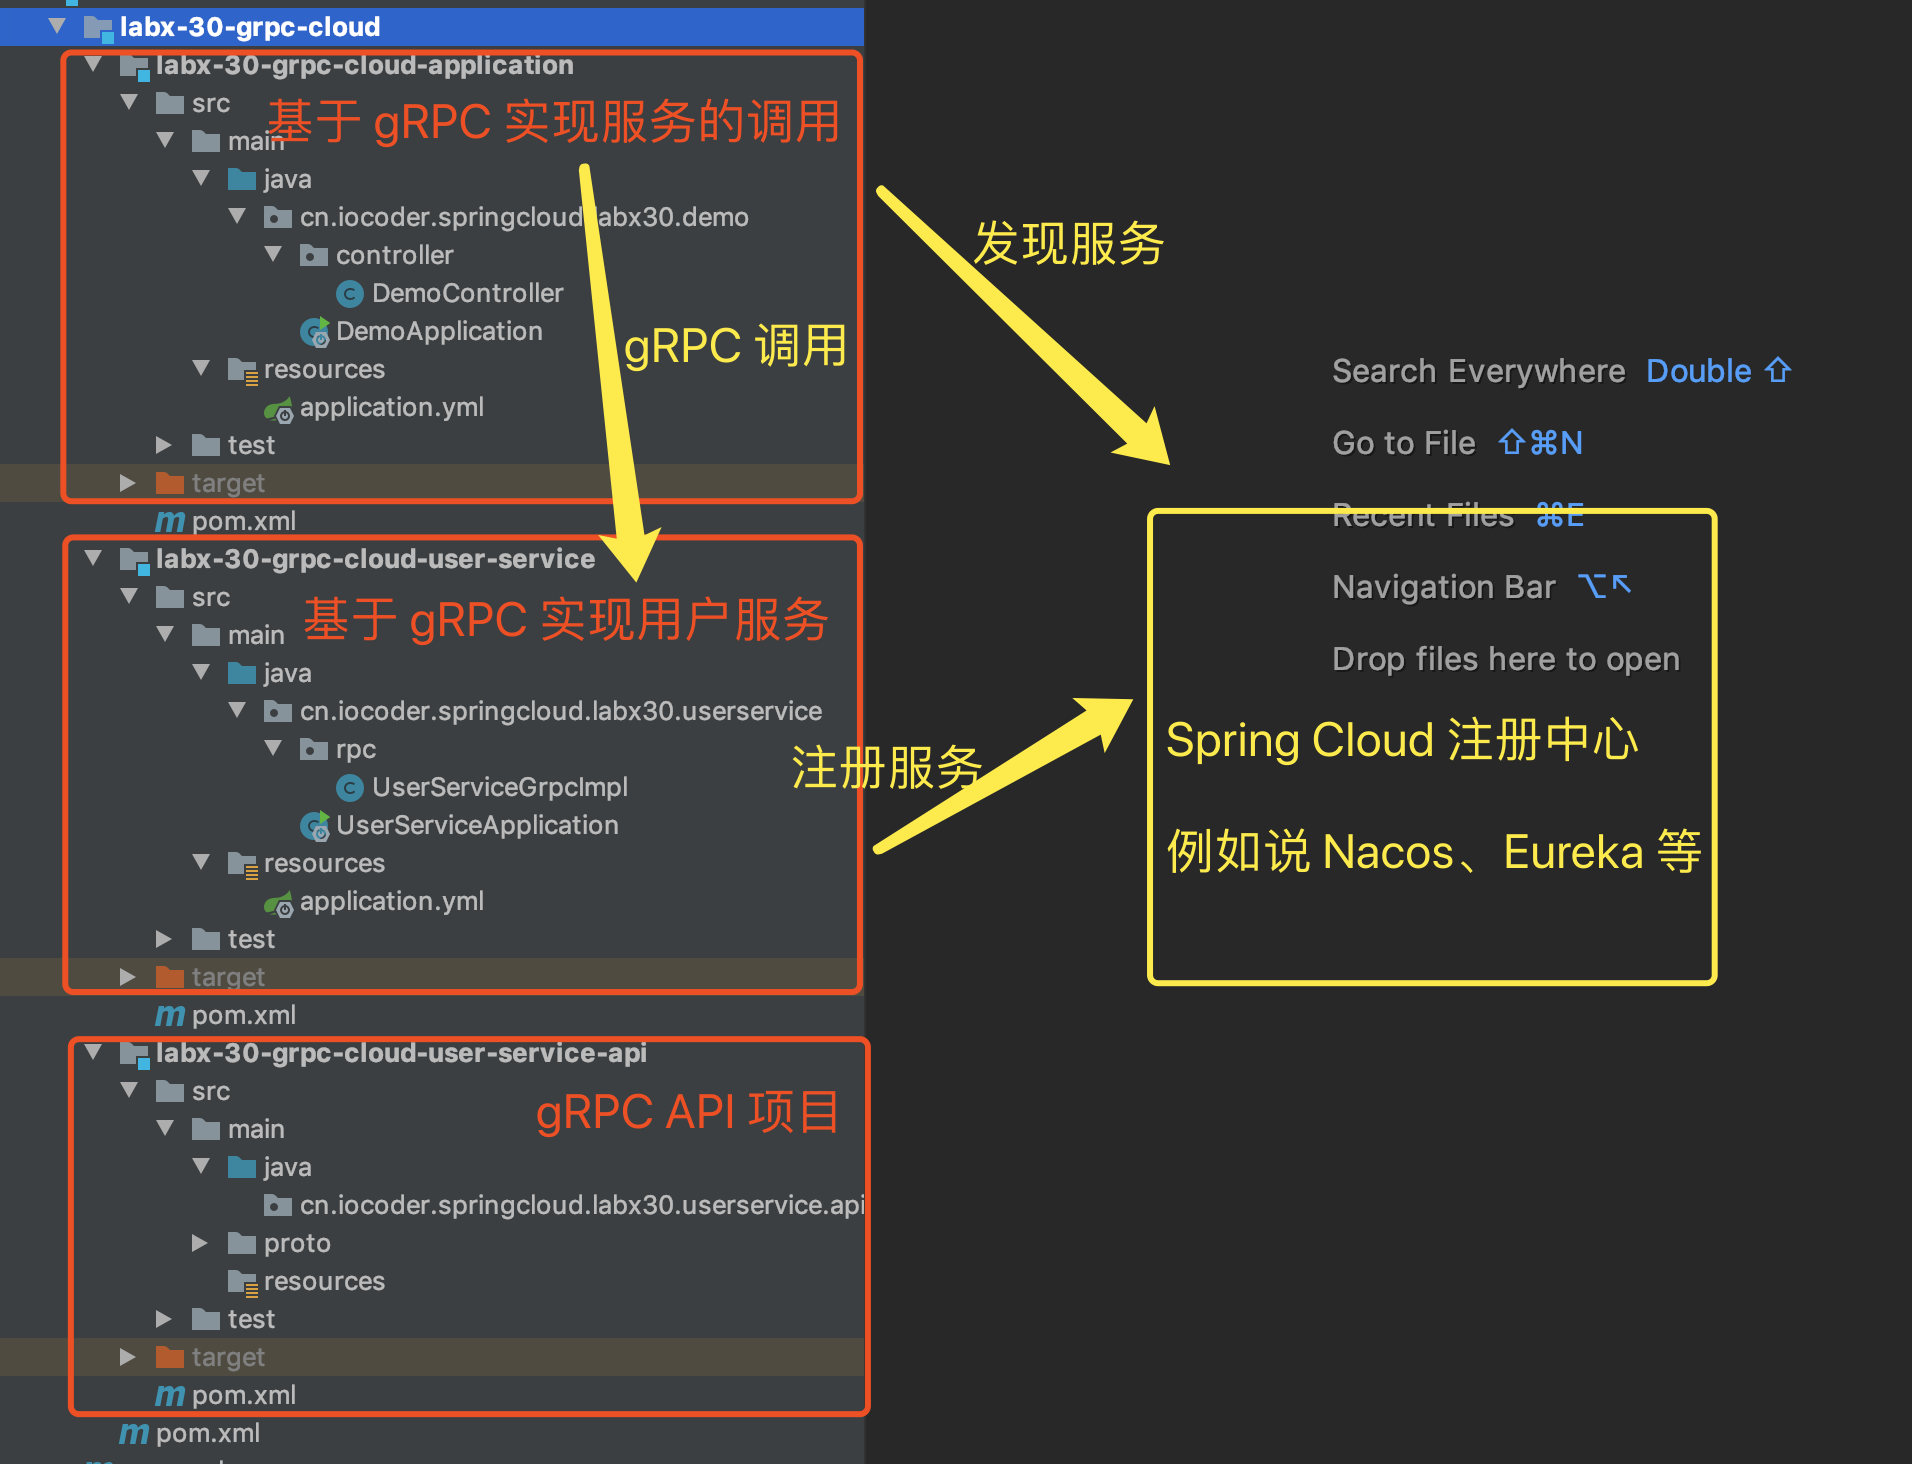 labx-30-grpc-cloud
labx-30-grpc-cloud-application
src
基于 gRPC 实现服务的调用
main
java
cn.iocoder.springcloud.labx30.demo
controller
DemoController
DemoApplication
gRPC 调用
resources
application.yml
test
target
pom.xml
labx-30-grpc-cloud-user-service
src
基于 gRPC 实现用户服务
main
java
cn.iocoder.springcloud.labx30.userservice
rpc
UserServiceGrpcImpl
UserServiceApplication
resources
application.yml
test
target
pom.xml
labx-30-grpc-cloud-user-service-api
src
gRPC API 项目
main
java
cn.iocoder.springcloud.labx30.userservice.api
proto
resources
test
target
pom.xml
pom.xml
发现服务
Search Everywhere Double ⇧
Go to File ⇧⌘N
Recent Files ⌘E
Navigation Bar ⌥↖
Drop files here to open
注册服务
Spring Cloud 注册中心
例如说 Nacos、Eureka 等